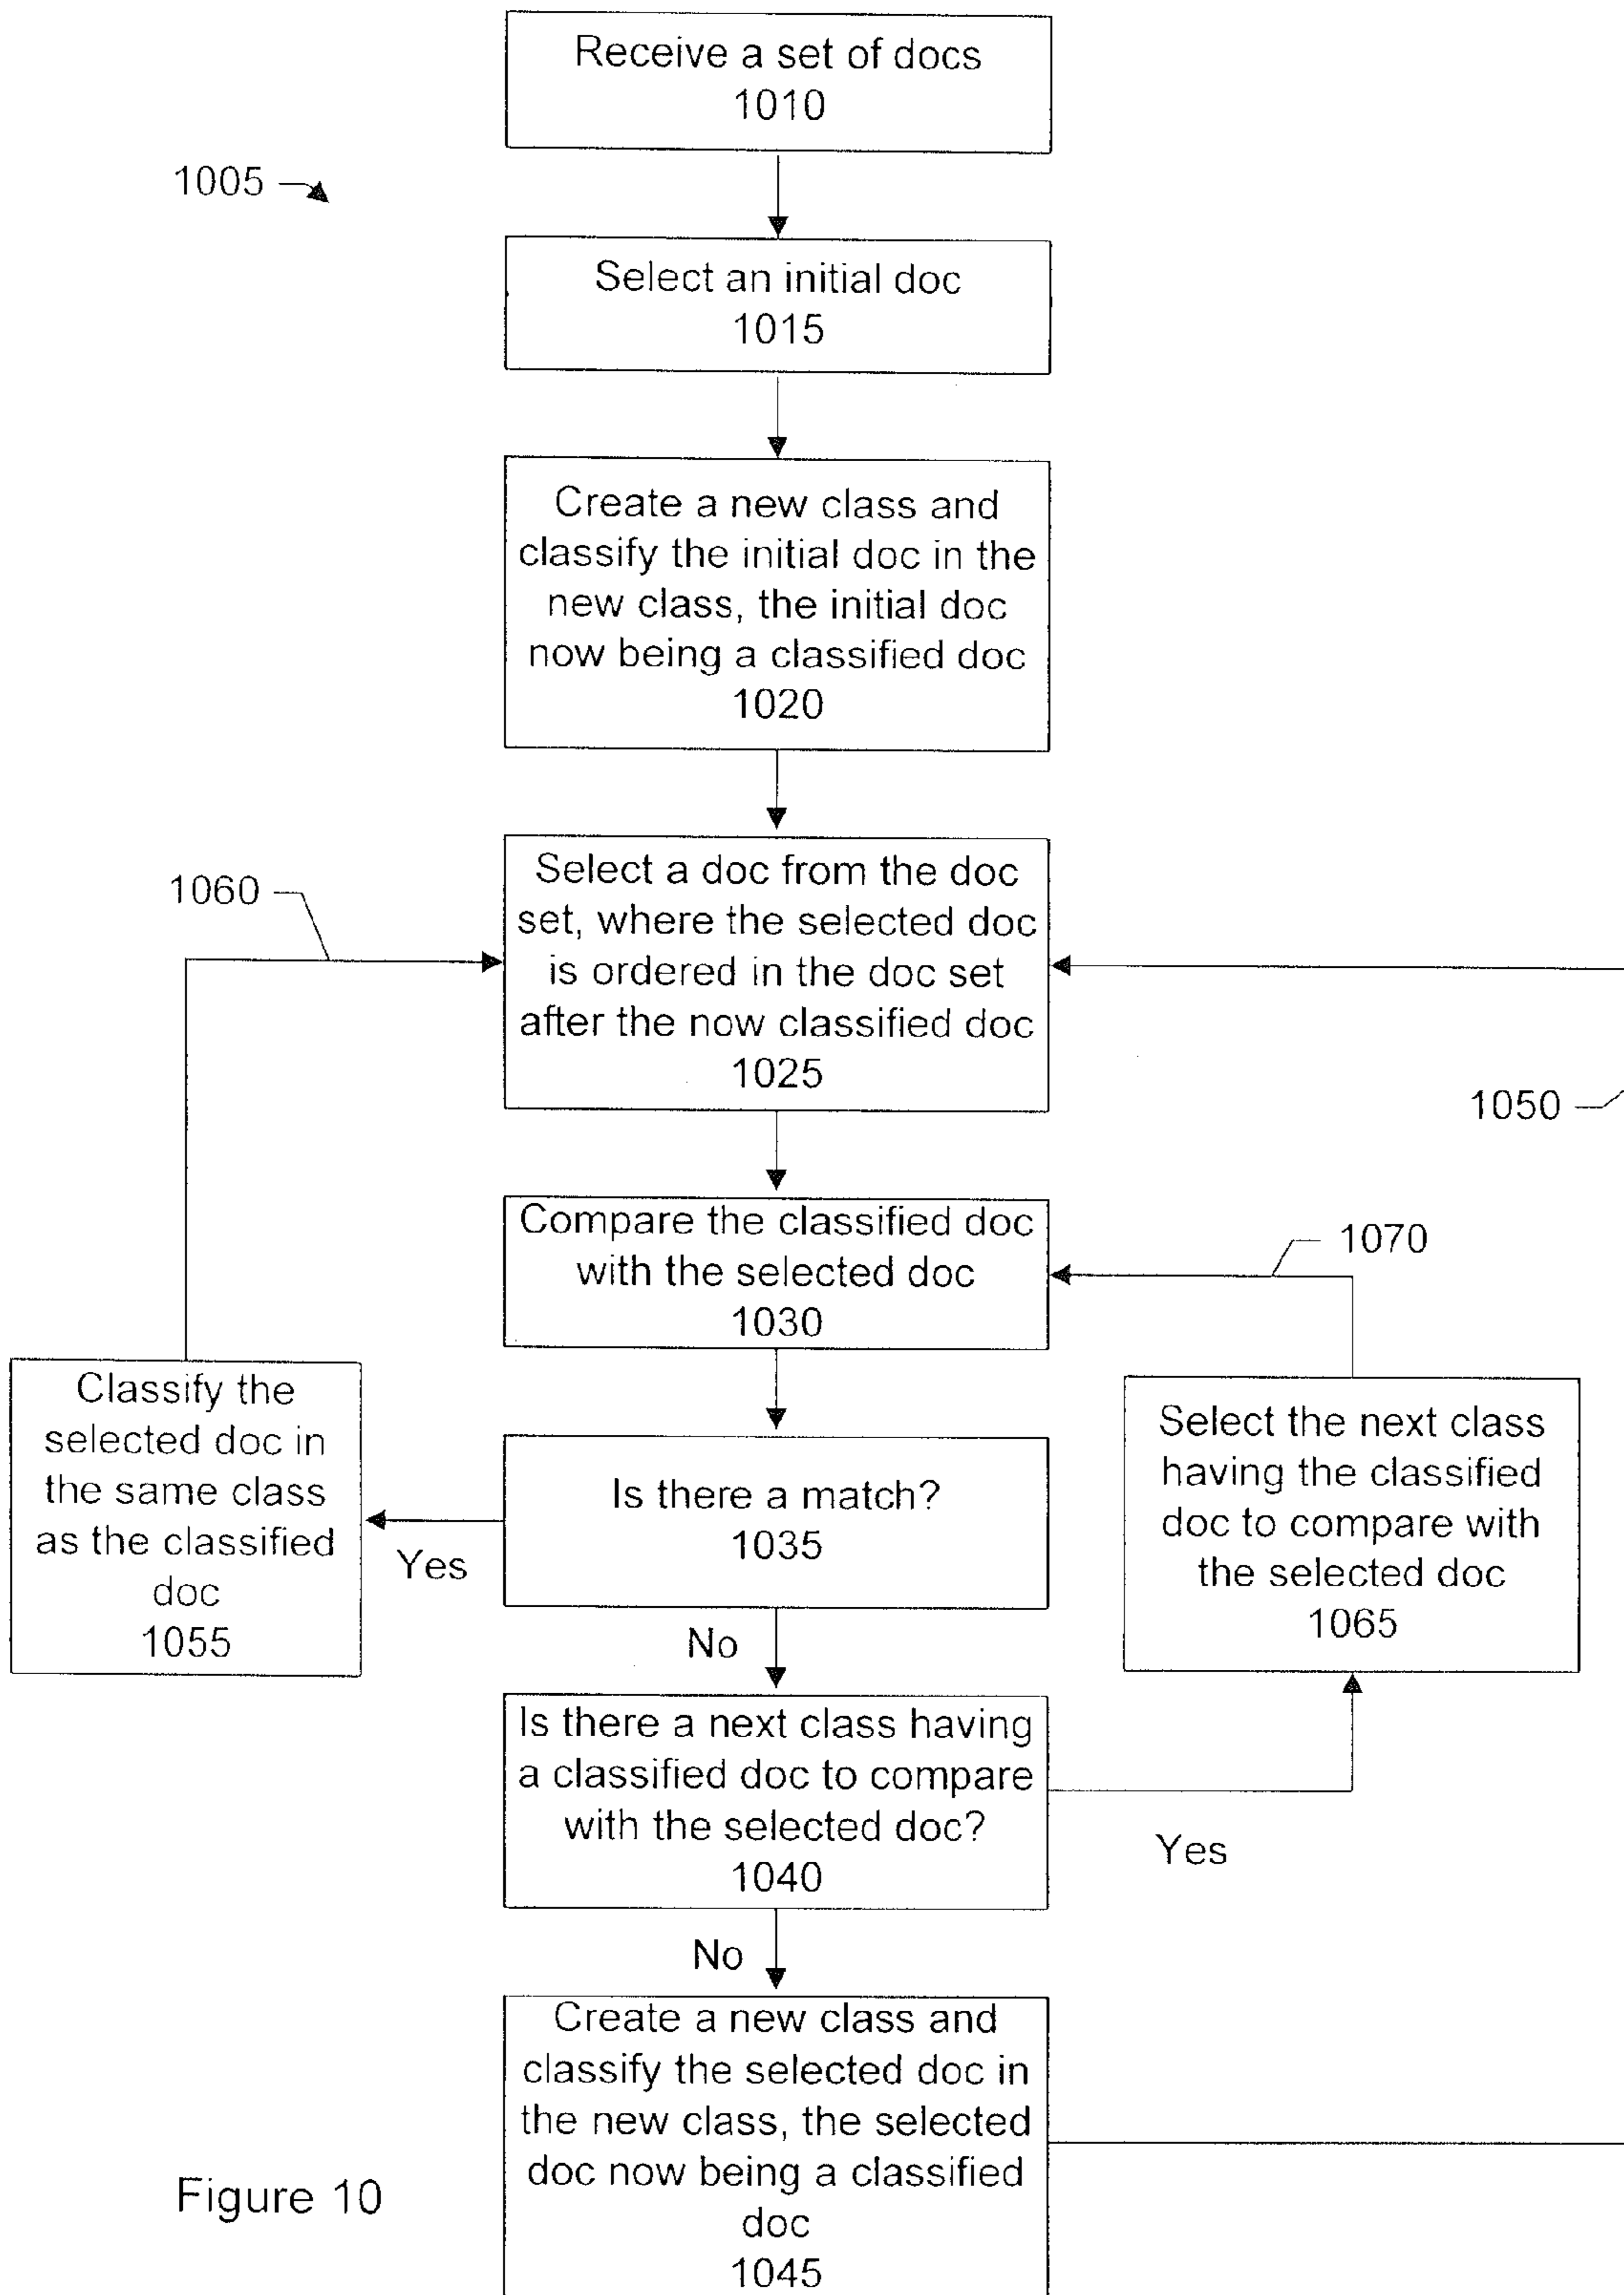 Receive a set of docs
1010
1005
Select an initial doc
1015
Create a new class and
classify the initial doc in the
new class, the initial doc
now being a classified doc
1020
1060
Select a doc from the doc
set, where the selected doc
is ordered in the doc set
after the now classified doc
1025
1050
Compare the classified doc
with the selected doc
1030
1070
Classify the
selected doc in
the same class
as the classified
doc
1055
Yes
Is there a match?
1035
Select the next class
having the classified
doc to compare with
the selected doc
1065
No
Is there a next class having
a classified doc to compare
with the selected doc?
1040
Yes
No
Create a new class and
classify the selected doc in
the new class, the selected
doc now being a classified
doc
1045
Figure 10